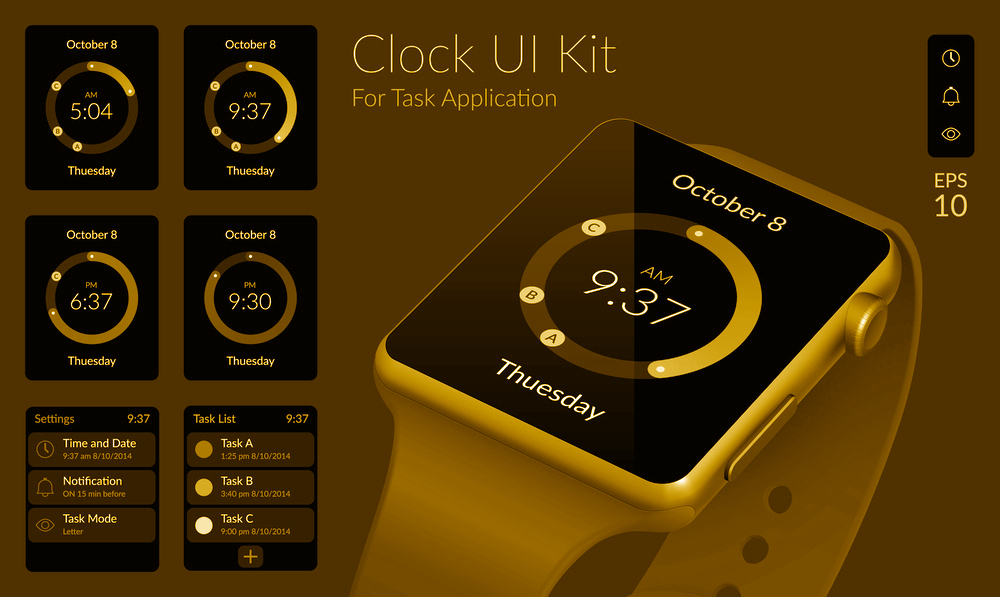 Clock UI Kit
For Task Application
October 8
C
AM
5:04
B
A
Thuesday
October 8
C
AM
9:37
B
A
Thuesday
October 8
C
PM
6:37
Thuesday
October 8
PM
9:30
Thuesday
Settings 9:37
Time and Date
9:37 am 8/10/2014
Notification
ON 15 min before
Task Mode
Letter
Task List 9:37
Task A
1:25 pm 8/10/2014
Task B
3:40 pm 8/10/2014
Task C
9:00 pm 8/10/2014
+
October 8
C
AM
9:37
B
A
Thuesday
EPS
10